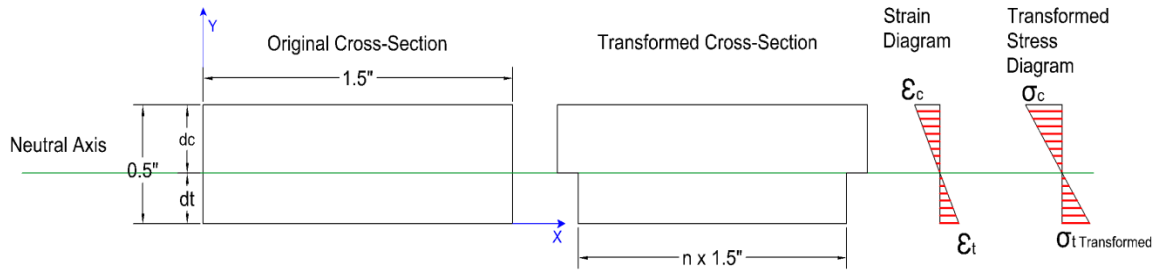 Y
Original Cross-Section
Transformed Cross-Section
Strain
Diagram
Transformed
Stress
Diagram
1.5"
εc
σc
Neutral Axis
0.5"
dc
dt
X
n x 1.5"
εt
σt Transformed